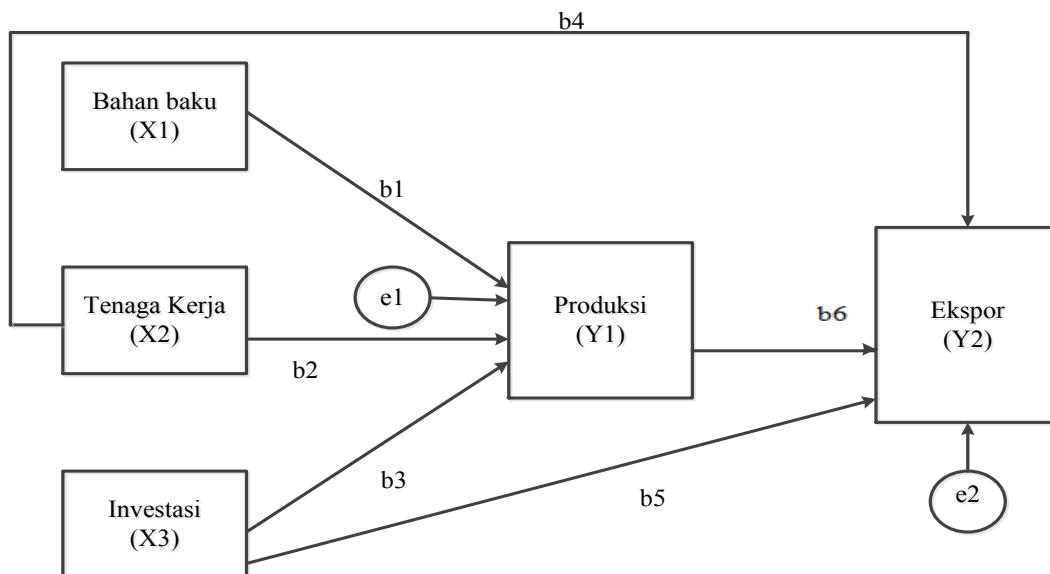 b4
Bahan baku
(X1)
b1
e1
Tenaga Kerja
(X2)
b2
Produksi
(Y1)
b6
Ekspor
(Y2)
b3
Investasi
(X3)
b5
e2